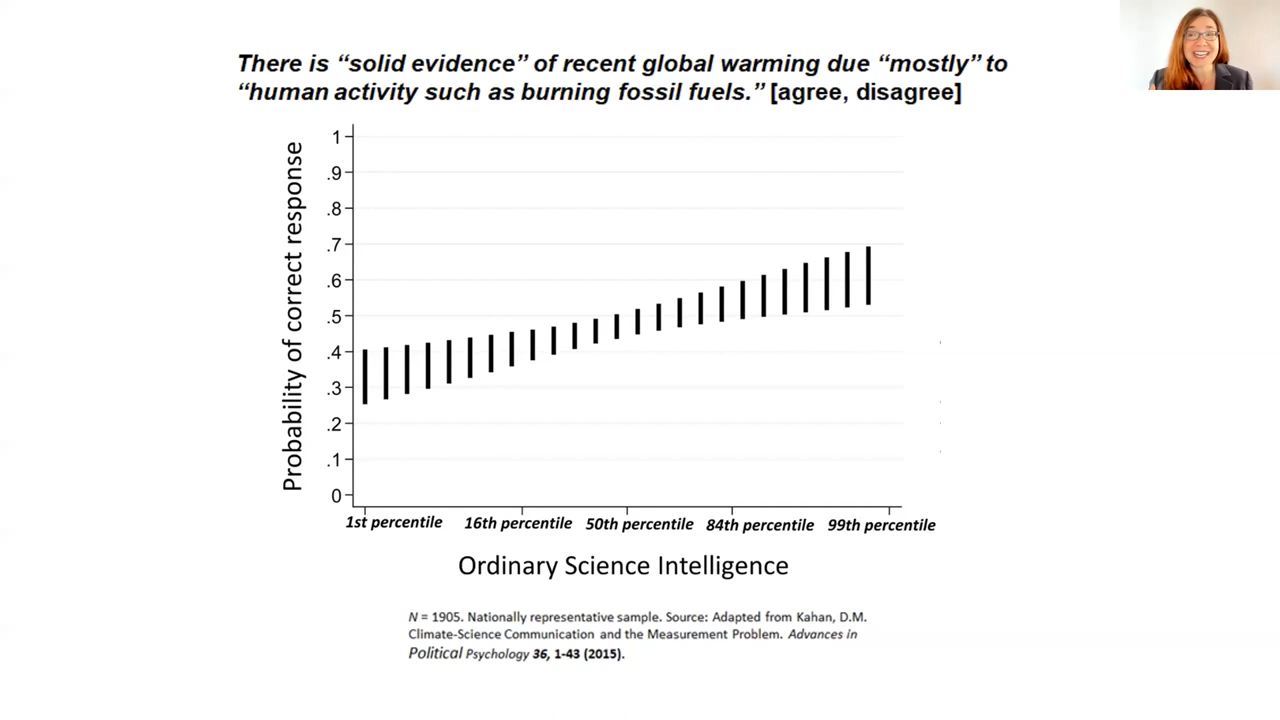 There is “solid evidence” of recent global warming due “mostly” to
“human activity such as burning fossil fuels.” [agree, disagree]
Probability of correct response
1
.9
.8
.7
.6
.5
.4
.3
.2
.1
0
1st percentile 16th percentile 50th percentile 84th percentile 99th percentile
Ordinary Science Intelligence
N = 1905. Nationally representative sample. Source: Adapted from Kahan, D.M.
Climate-Science Communication and the Measurement Problem. Advances in
Political Psychology 36, 1-43 (2015).